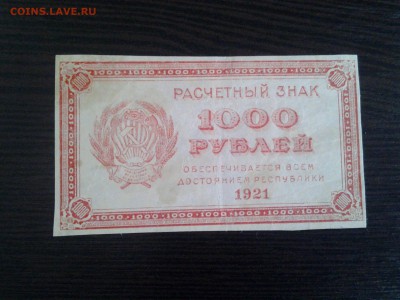 COINS.LAVE.RU
РАСЧЕТНЫЙ ЗНАК
1000
РУБЛЕЙ
ОБЕСПЕЧИВАЕТСЯ ВСЕМ
ДОСТОЯНИЕМ РЕСПУБЛИКИ
1921